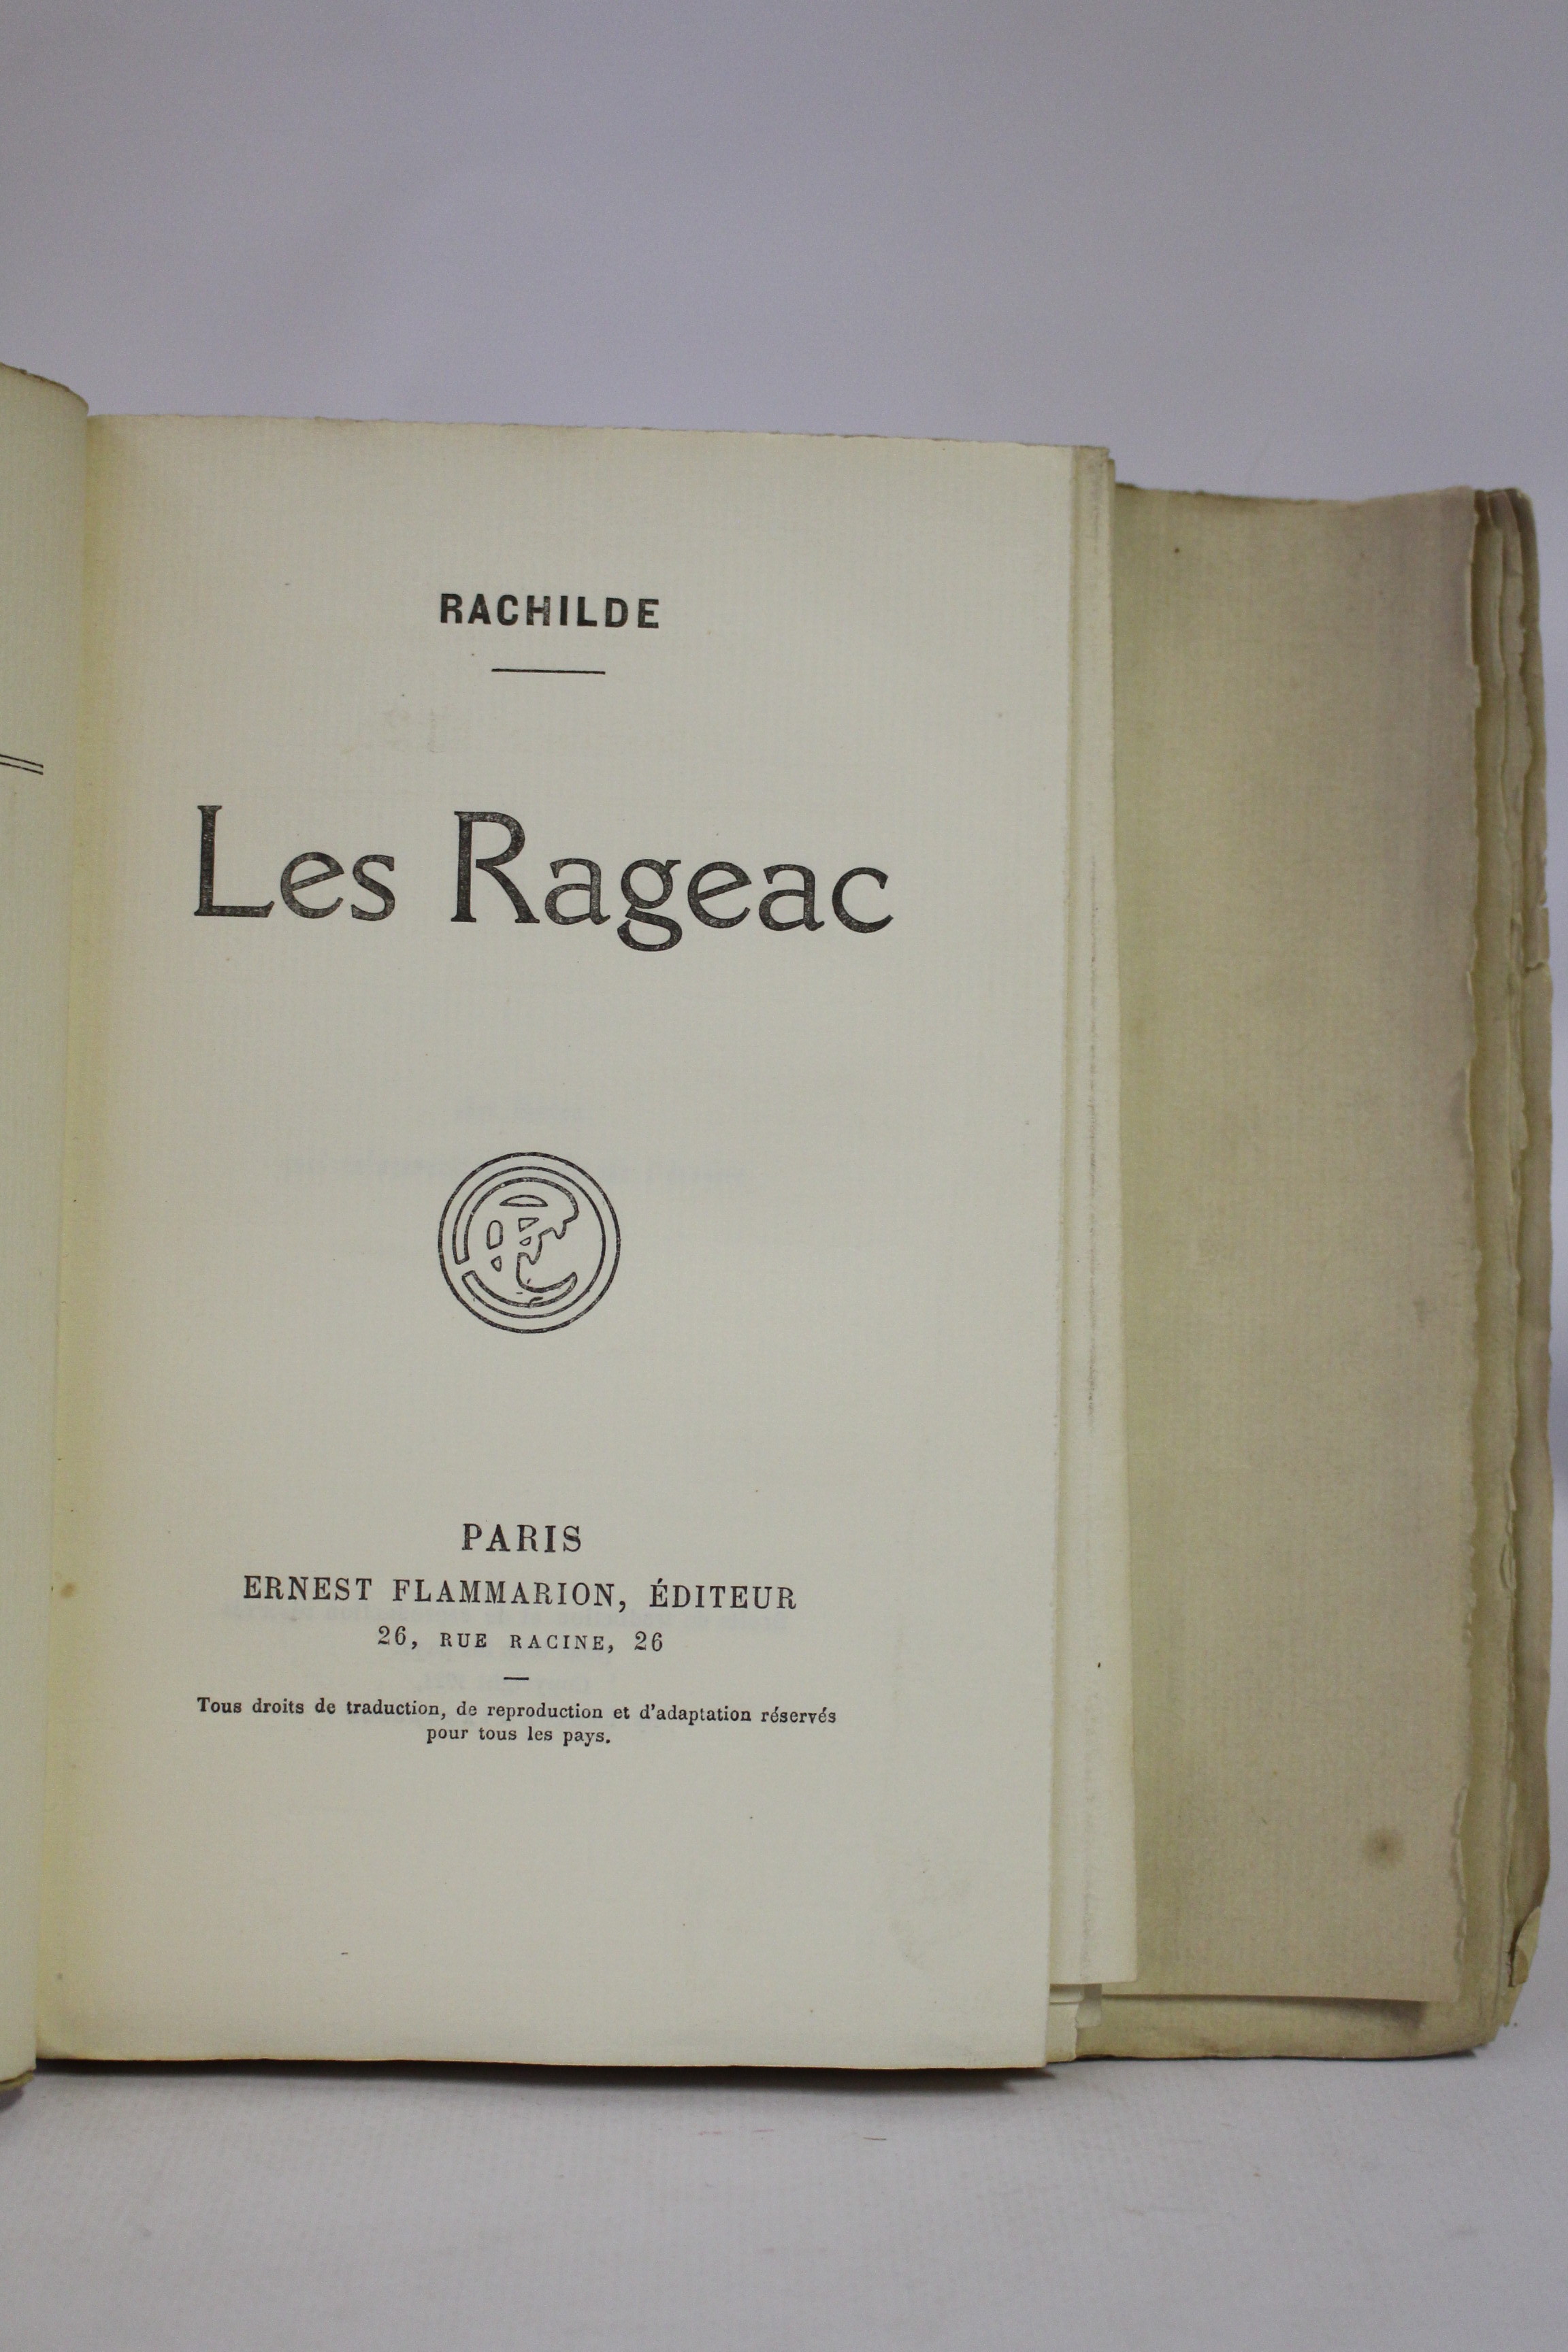 RACHILDE
Les Rageac
PARIS
ERNEST FLAMMARION, ÉDITEUR
26, RUE RACINE, 26
Tous droits de traduction, de reproduction et d'adaptation réservés
pour tous les pays.